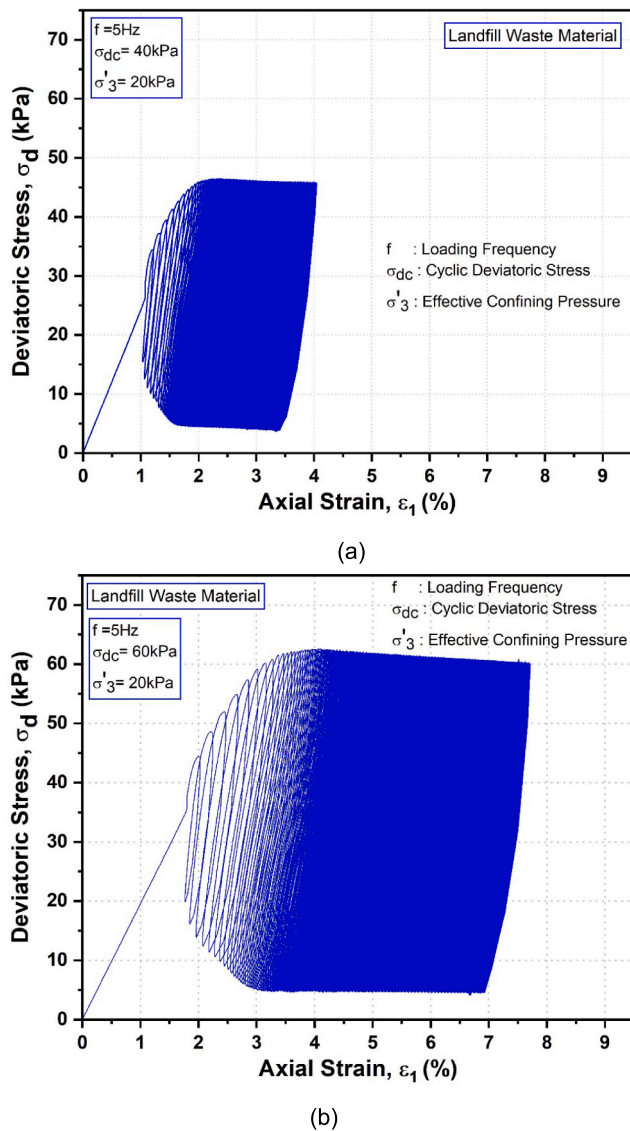 f =5Hz
σdc= 40kPa
σ'3= 20kPa
Landfill Waste Material
Deviatoric Stress, σd (kPa)
70
60
50
40
30
20
10
0
f : Loading Frequency
σdc : Cyclic Deviatoric Stress
σ'3 : Effective Confining Pressure
0 1 2 3 4 5 6 7 8 9
Axial Strain, ε1 (%)
(a)
Landfill Waste Material
f =5Hz
σdc= 60kPa
σ'3= 20kPa
f : Loading Frequency
σdc : Cyclic Deviatoric Stress
σ'3 : Effective Confining Pressure
Deviatoric Stress, σd (kPa)
70
60
50
40
30
20
10
0
0 1 2 3 4 5 6 7 8 9
Axial Strain, ε1 (%)
(b)